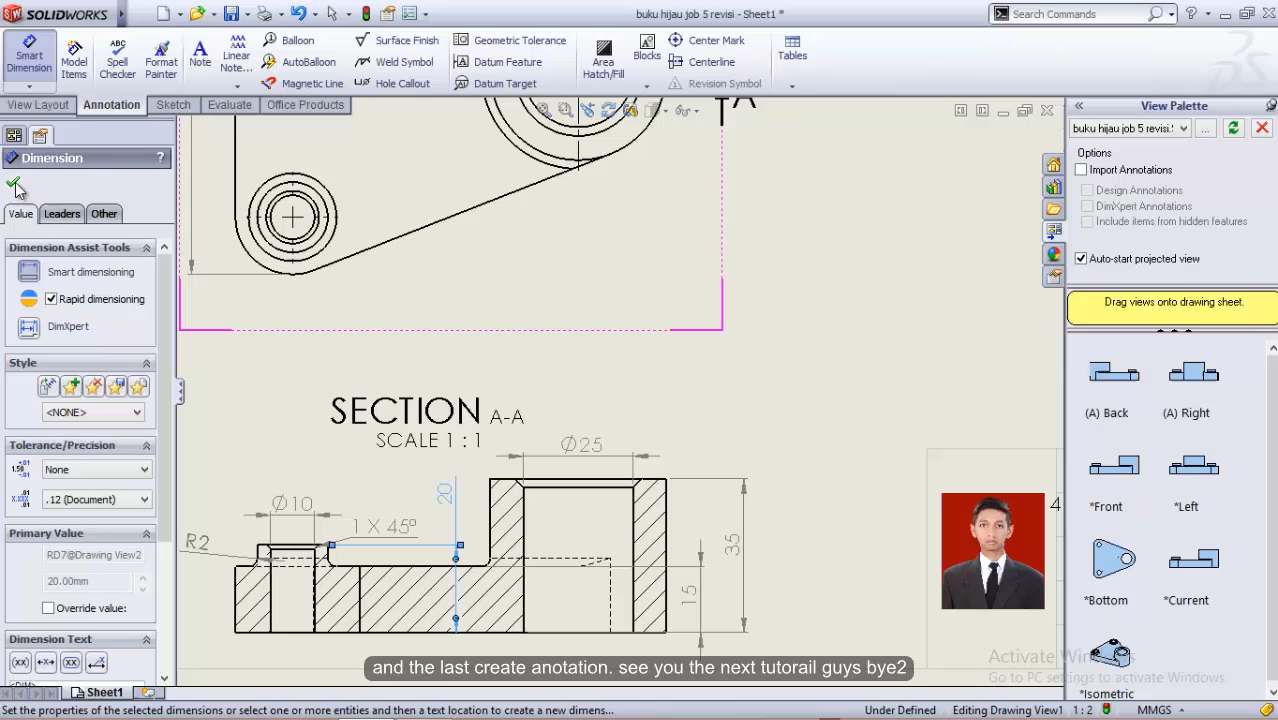 SOLIDWORKS
buku hijau job 5 revisi - Sheet1 *
Search Commands
Smart Dimension
Model Items
Spell Checker
Format Painter
Note
Linear Note...
Balloon
AutoBalloon
Magnetic Line
Surface Finish
Weld Symbol
Hole Callout
Geometric Tolerance
Datum Feature
Datum Target
Area Hatch/Fill
Blocks
Center Mark
Centerline
Revision Symbol
Tables
View Layout
Annotation
Sketch
Evaluate
Office Products
Dimension
?
Value
Leaders
Other
Dimension Assist Tools
Smart dimensioning
Rapid dimensioning
DimXpert
Style
<NONE>
Tolerance/Precision
None
.12 (Document)
Primary Value
RD7@Drawing View2
20.00mm
Override value:
Dimension Text
A
SECTION A-A
SCALE 1 : 1
Ø25
20
Ø10
1 X 45°
R2
35
15
4
and the last create anotation. see you the next tutorail guys bye2
View Palette
buku hijau job 5 revisi.
Options
Import Annotations
Design Annotations
DimXpert Annotations
Include items from hidden features
Auto-start projected view
Drag views onto drawing sheet.
(A) Back
(A) Right
*Front
*Left
*Bottom
*Current
*Isometric
Activate Windows
Go to PC settings to activate Windows.
Sheet1
Set the properties of the selected dimensions or select one or more entities and then a text location to create a new dimens...
Under Defined
Editing Drawing View1
1 : 2
MMGS